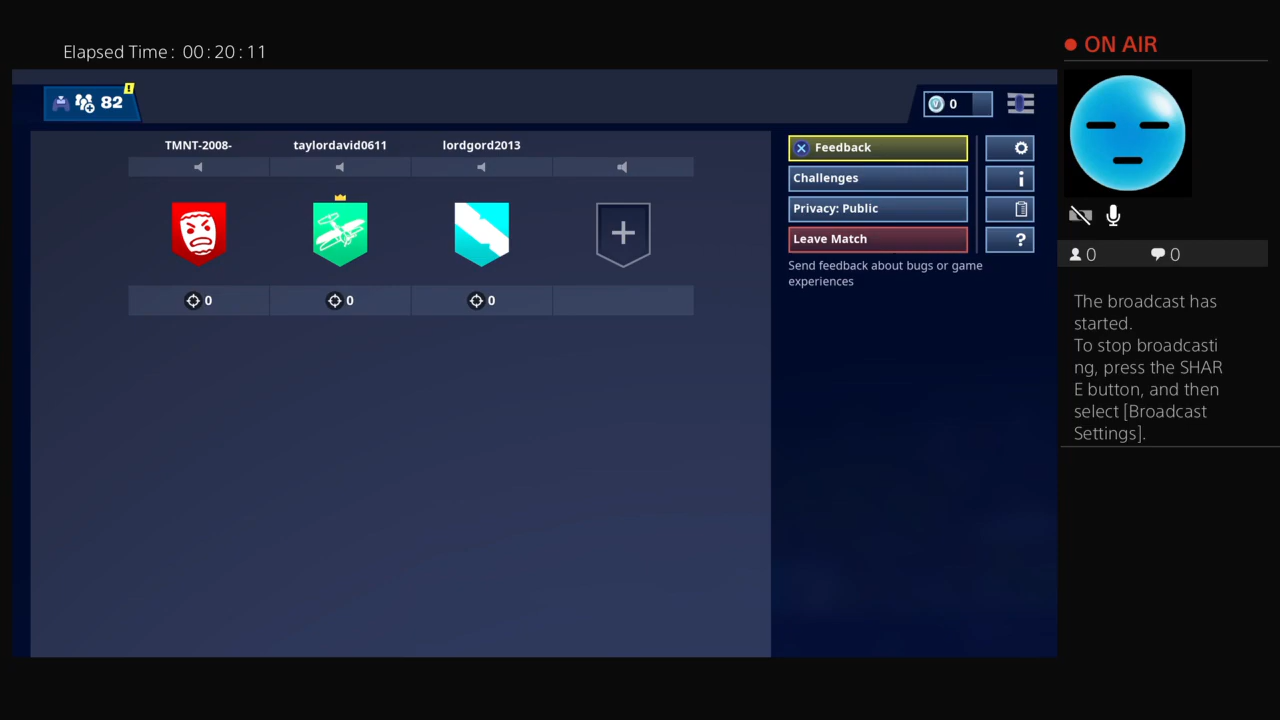 Elapsed Time: 00:20:11
ON AIR
82
0
TMNT-2008-
taylordavid0611
lordgord2013
0
0
0
Feedback
Challenges
Privacy: Public
Leave Match
Send feedback about bugs or game
experiences
0
0
The broadcast has
started.
To stop broadcasti
ng, press the SHAR
E button, and then
select [Broadcast
Settings].